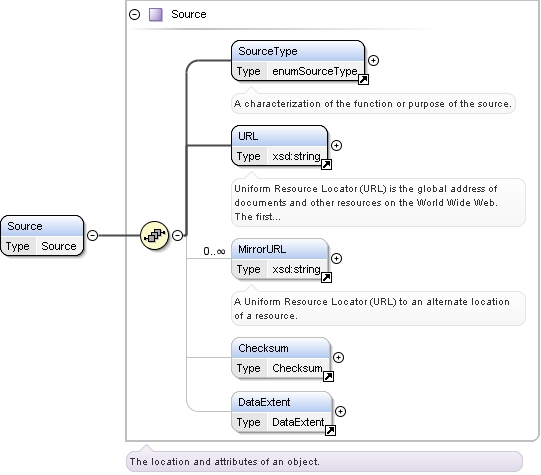 Source
SourceType
Type enumSourceType
A characterization of the function or purpose of the source.
URL
Type xsd:string
Uniform Resource Locator (URL) is the global address of
documents and other resources on the World Wide Web.
The first...
Source
Type Source
0..∞
MirrorURL
Type xsd:string
A Uniform Resource Locator (URL) to an alternate location
of a resource.
Checksum
Type Checksum
DataExtent
Type DataExtent
The location and attributes of an object.